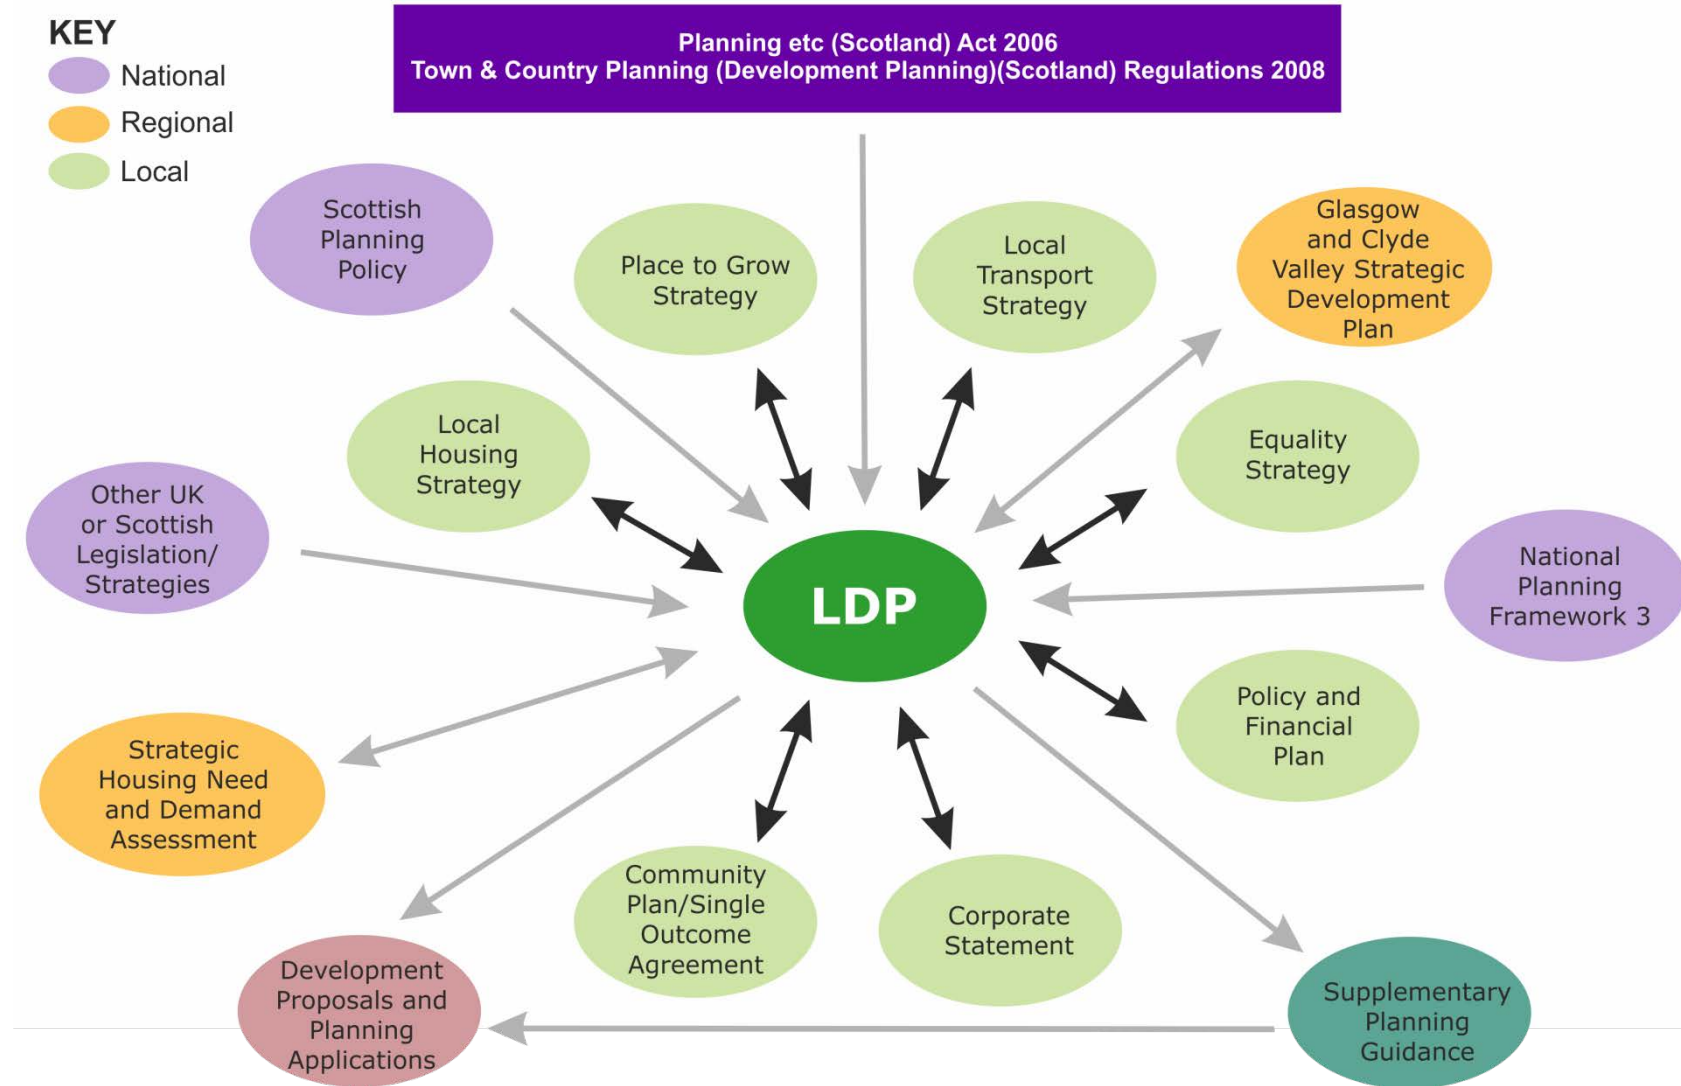 KEY
National
Regional
Local
Planning etc (Scotland) Act 2006
Town & Country Planning (Development Planning)(Scotland) Regulations 2008
Scottish
Planning
Policy
Place to Grow
Strategy
Local
Transport
Strategy
Glasgow
and Clyde
Valley Strategic
Development
Plan
Local
Housing
Strategy
Equality
Strategy
Other UK
or Scottish
Legislation/
Strategies
LDP
National
Planning
Framework 3
Policy and
Financial
Plan
Strategic
Housing Need
and Demand
Assessment
Community
Plan/Single
Outcome
Agreement
Corporate
Statement
Development
Proposals and
Planning
Applications
Supplementary
Planning
Guidance